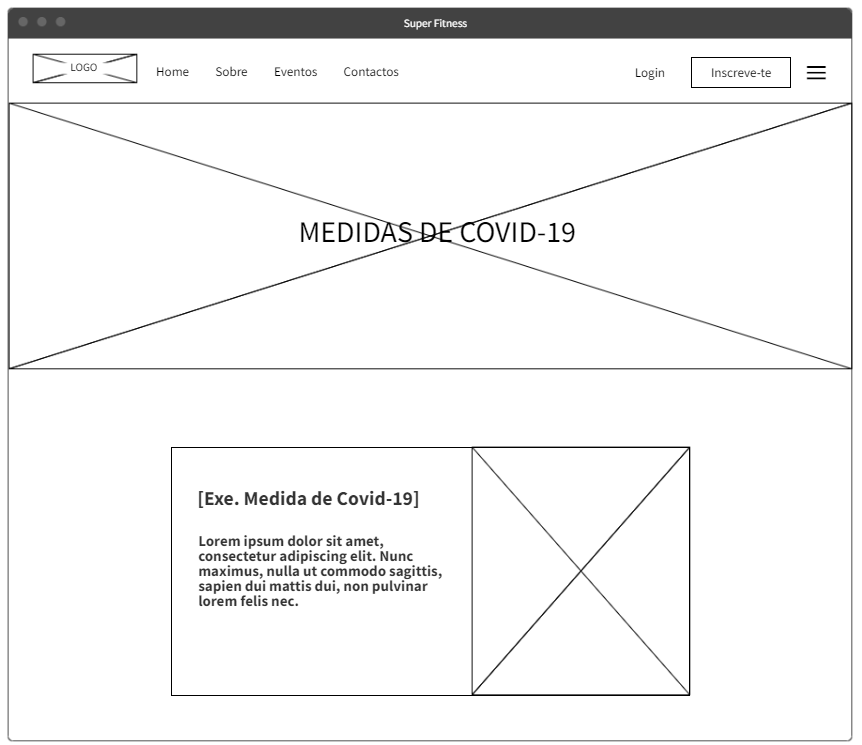 Super Fitness
LOGO
Home Sobre Eventos Contactos Login Inscreve-te
MEDIDAS DE COVID-19
[Exe. Medida de Covid-19]
Lorem ipsum dolor sit amet,
consectetur adipiscing elit. Nunc
maximus, nulla ut commodo sagittis,
sapien dui mattis dui, non pulvinar
lorem felis nec.